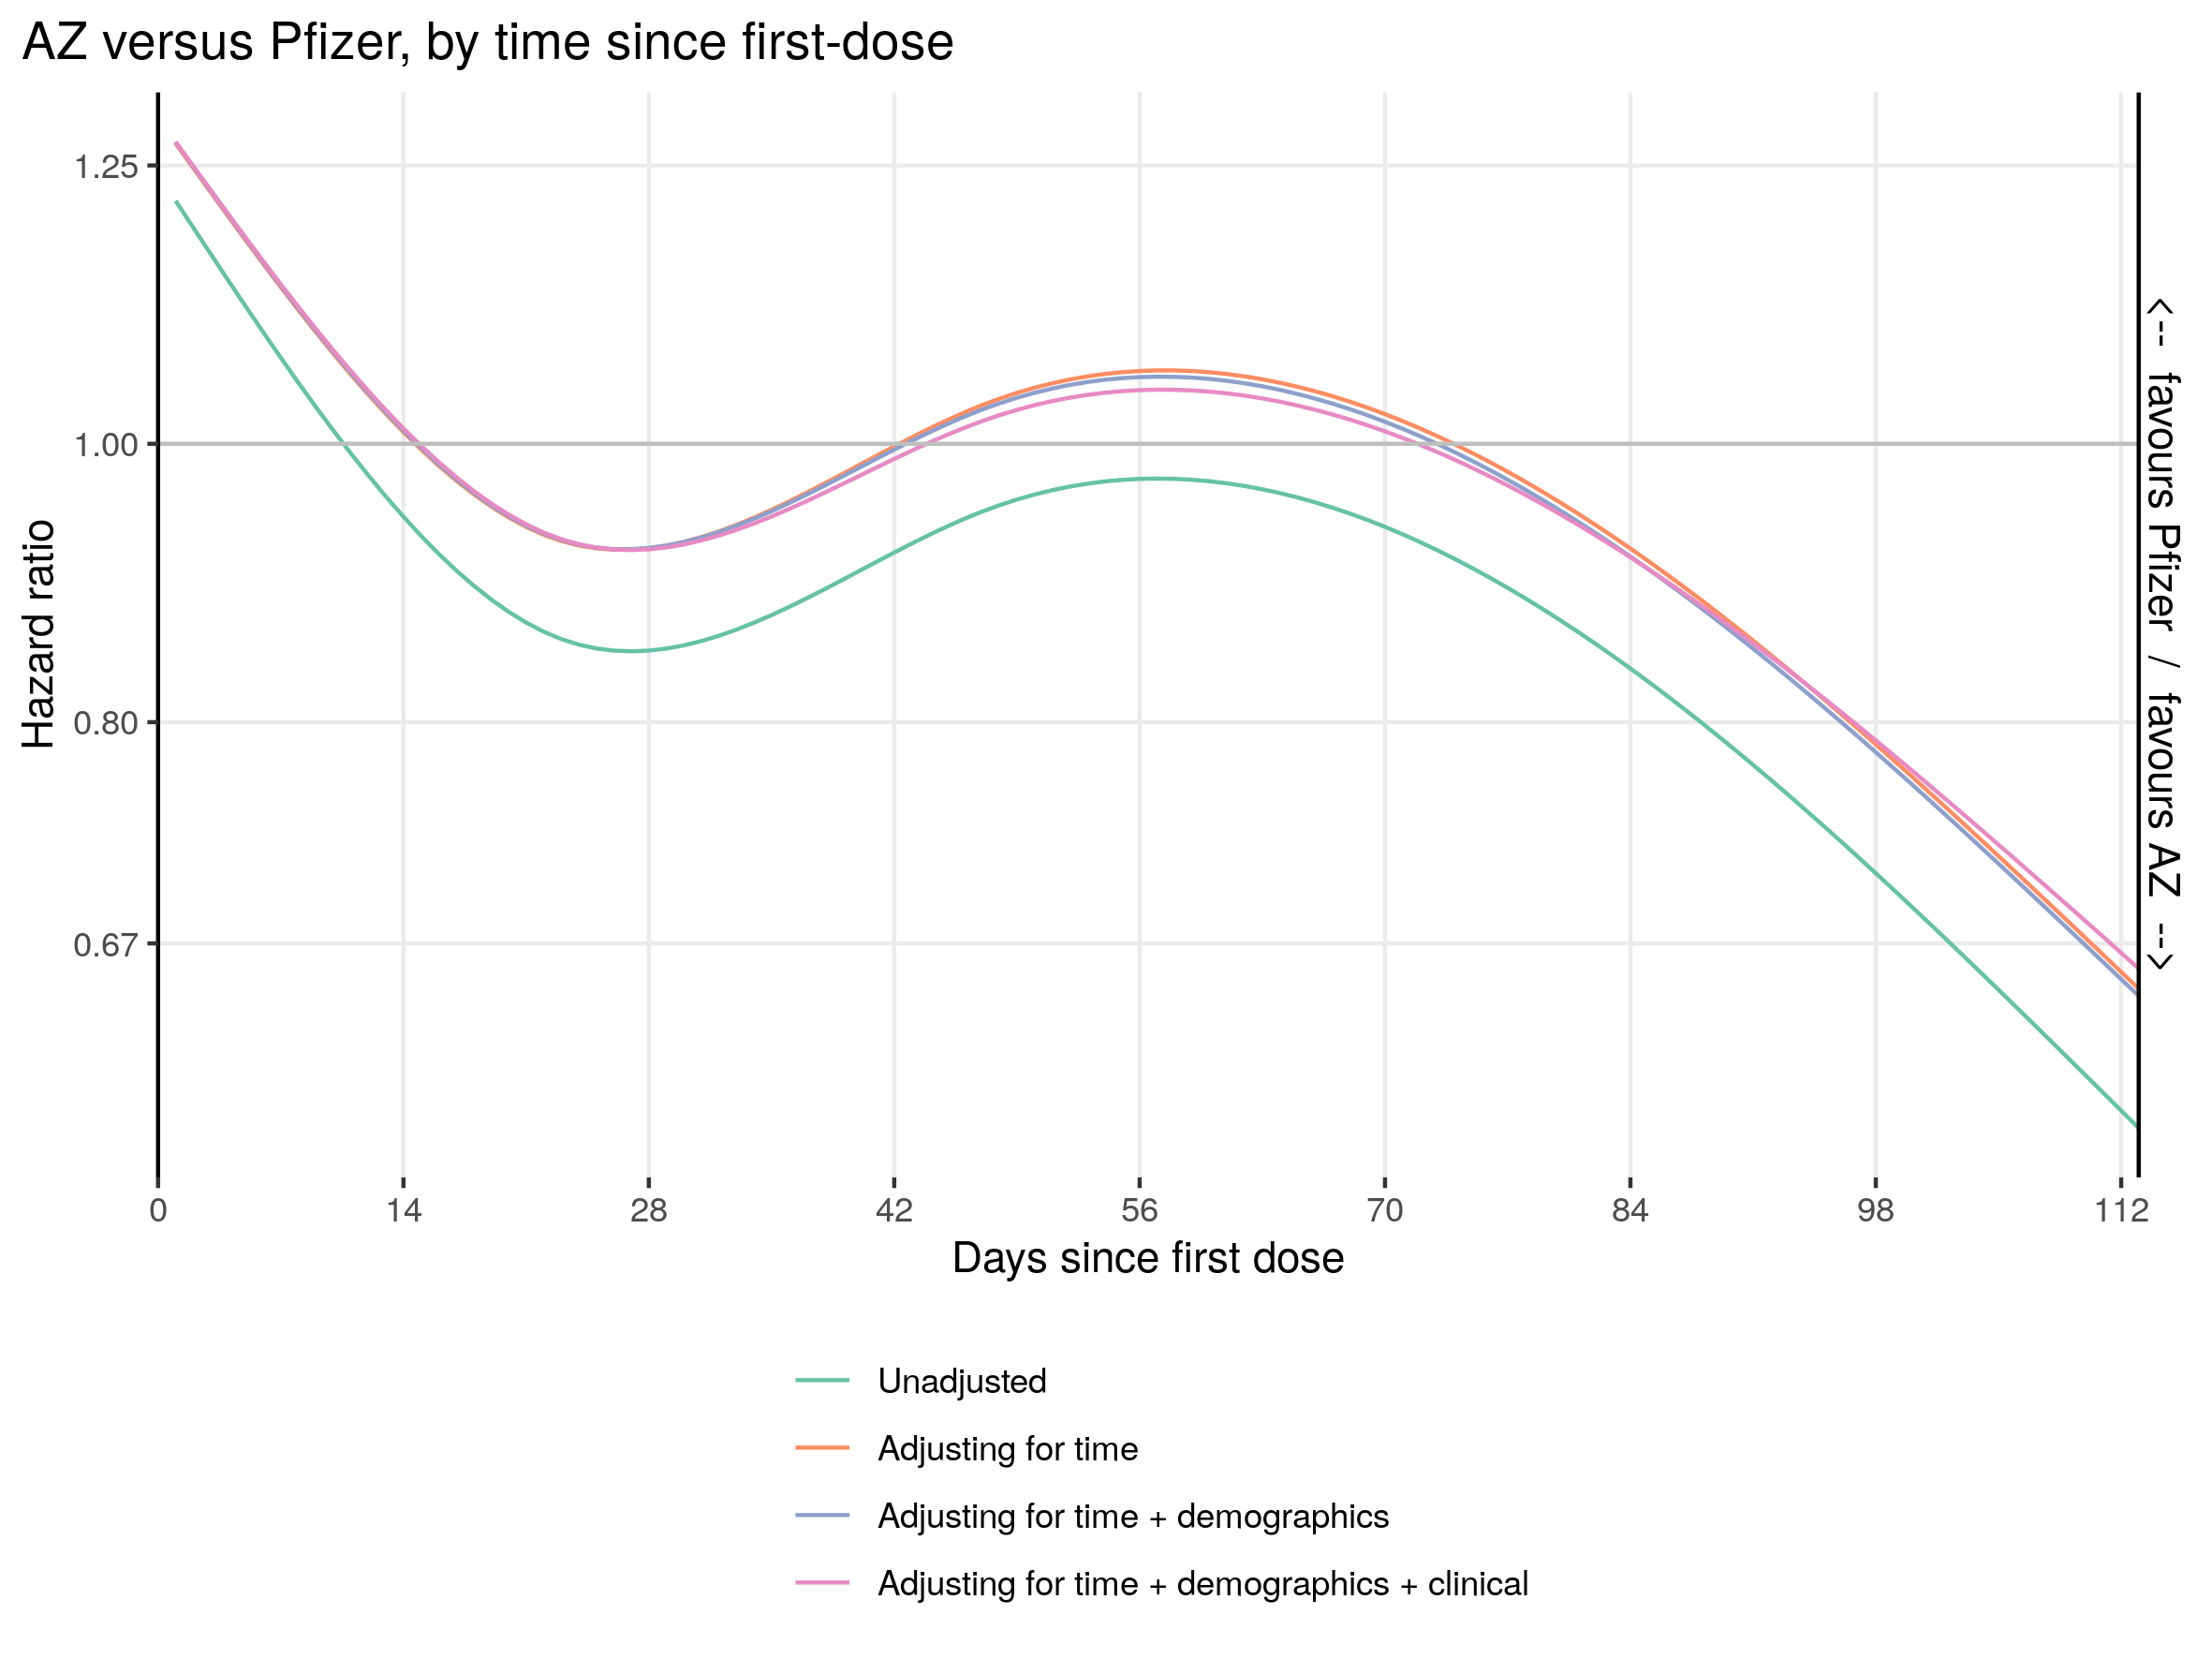 AZ versus Pfizer, by time since first-dose
Hazard ratio
1.25
1.00
0.80
0.67
<-- favours Pfizer / favours AZ -->
0 14 28 42 56 70 84 98 112
Days since first dose
Unadjusted
Adjusting for time
Adjusting for time + demographics
Adjusting for time + demographics + clinical